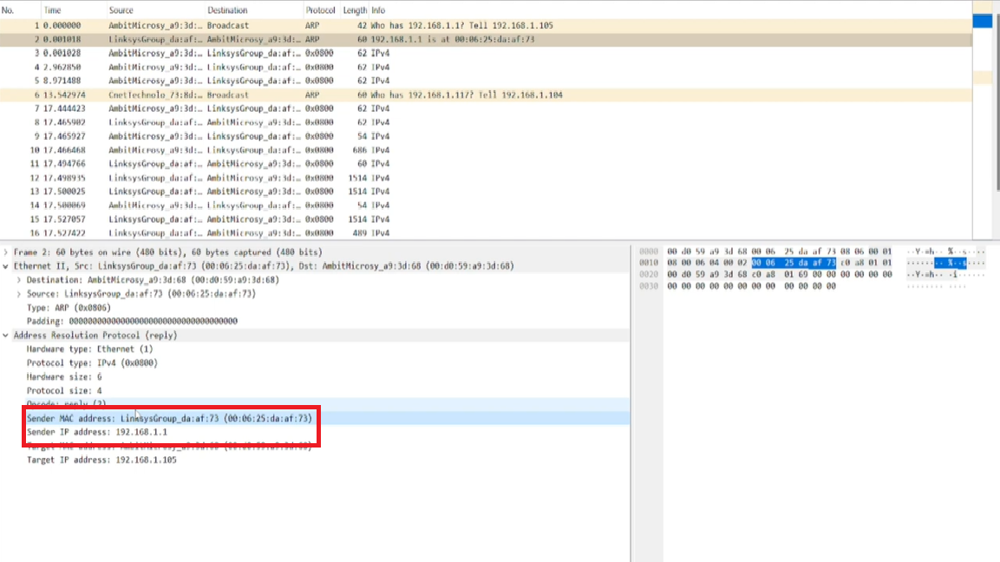 No. Time Source Destination Protocol Length Info
1 0.000000 AmbitMicrosy_a9:3d:… Broadcast ARP 42 Who has 192.168.1.1? Tell 192.168.1.105
2 0.001018 LinksysGroup_da:af:… AmbitMicrosy_a9:3d:… ARP 60 192.168.1.1 is at 00:06:25:da:af:73
3 0.001028 AmbitMicrosy_a9:3d:… LinksysGroup_da:af:… 0x0800 62 IPv4
4 2.962850 AmbitMicrosy_a9:3d:… LinksysGroup_da:af:… 0x0800 62 IPv4
5 8.971488 AmbitMicrosy_a9:3d:… LinksysGroup_da:af:… 0x0800 62 IPv4
6 13.542974 CnetTechnolo_73:8d:… Broadcast ARP 60 Who has 192.168.1.117? Tell 192.168.1.104
7 17.444423 AmbitMicrosy_a9:3d:… LinksysGroup_da:af:… 0x0800 62 IPv4
8 17.465902 LinksysGroup_da:af:… AmbitMicrosy_a9:3d:… 0x0800 62 IPv4
9 17.465927 AmbitMicrosy_a9:3d:… LinksysGroup_da:af:… 0x0800 54 IPv4
10 17.466468 AmbitMicrosy_a9:3d:… LinksysGroup_da:af:… 0x0800 686 IPv4
11 17.494766 LinksysGroup_da:af:… AmbitMicrosy_a9:3d:… 0x0800 60 IPv4
12 17.498935 LinksysGroup_da:af:… AmbitMicrosy_a9:3d:… 0x0800 1514 IPv4
13 17.500025 LinksysGroup_da:af:… AmbitMicrosy_a9:3d:… 0x0800 1514 IPv4
14 17.500069 AmbitMicrosy_a9:3d:… LinksysGroup_da:af:… 0x0800 54 IPv4
15 17.527057 LinksysGroup_da:af:… AmbitMicrosy_a9:3d:… 0x0800 1514 IPv4
16 17.527422 LinksysGroup_da:af:… AmbitMicrosy_a9:3d:… 0x0800 489 IPv4
Frame 2: 60 bytes on wire (480 bits), 60 bytes captured (480 bits)
Ethernet II, Src: LinksysGroup_da:af:73 (00:06:25:da:af:73), Dst: AmbitMicrosy_a9:3d:68 (00:d0:59:a9:3d:68)
Destination: AmbitMicrosy_a9:3d:68 (00:d0:59:a9:3d:68)
Source: LinksysGroup_da:af:73 (00:06:25:da:af:73)
Type: ARP (0x0806)
Padding: 000000000000000000000000000000000000
Address Resolution Protocol (reply)
Hardware type: Ethernet (1)
Protocol type: IPv4 (0x0800)
Hardware size: 6
Protocol size: 4
Opcode: reply (2)
Sender MAC address: LinksysGroup_da:af:73 (00:06:25:da:af:73)
Sender IP address: 192.168.1.1
Target MAC address: AmbitMicrosy_a9:3d:68 (00:d0:59:a9:3d:68)
Target IP address: 192.168.1.105
0000 00 d0 59 a9 3d 68 00 06 25 da af 73 08 06 00 01 ··Y·=h·· %··s····
0010 08 00 06 04 00 02 00 06 25 da af 73 c0 a8 01 01 ········ %··s····
0020 00 d0 59 a9 3d 68 c0 a8 01 69 00 00 00 00 00 00 ··Y·=h·· ·i······
0030 00 00 00 00 00 00 00 00 00 00 00 00 ········ ····